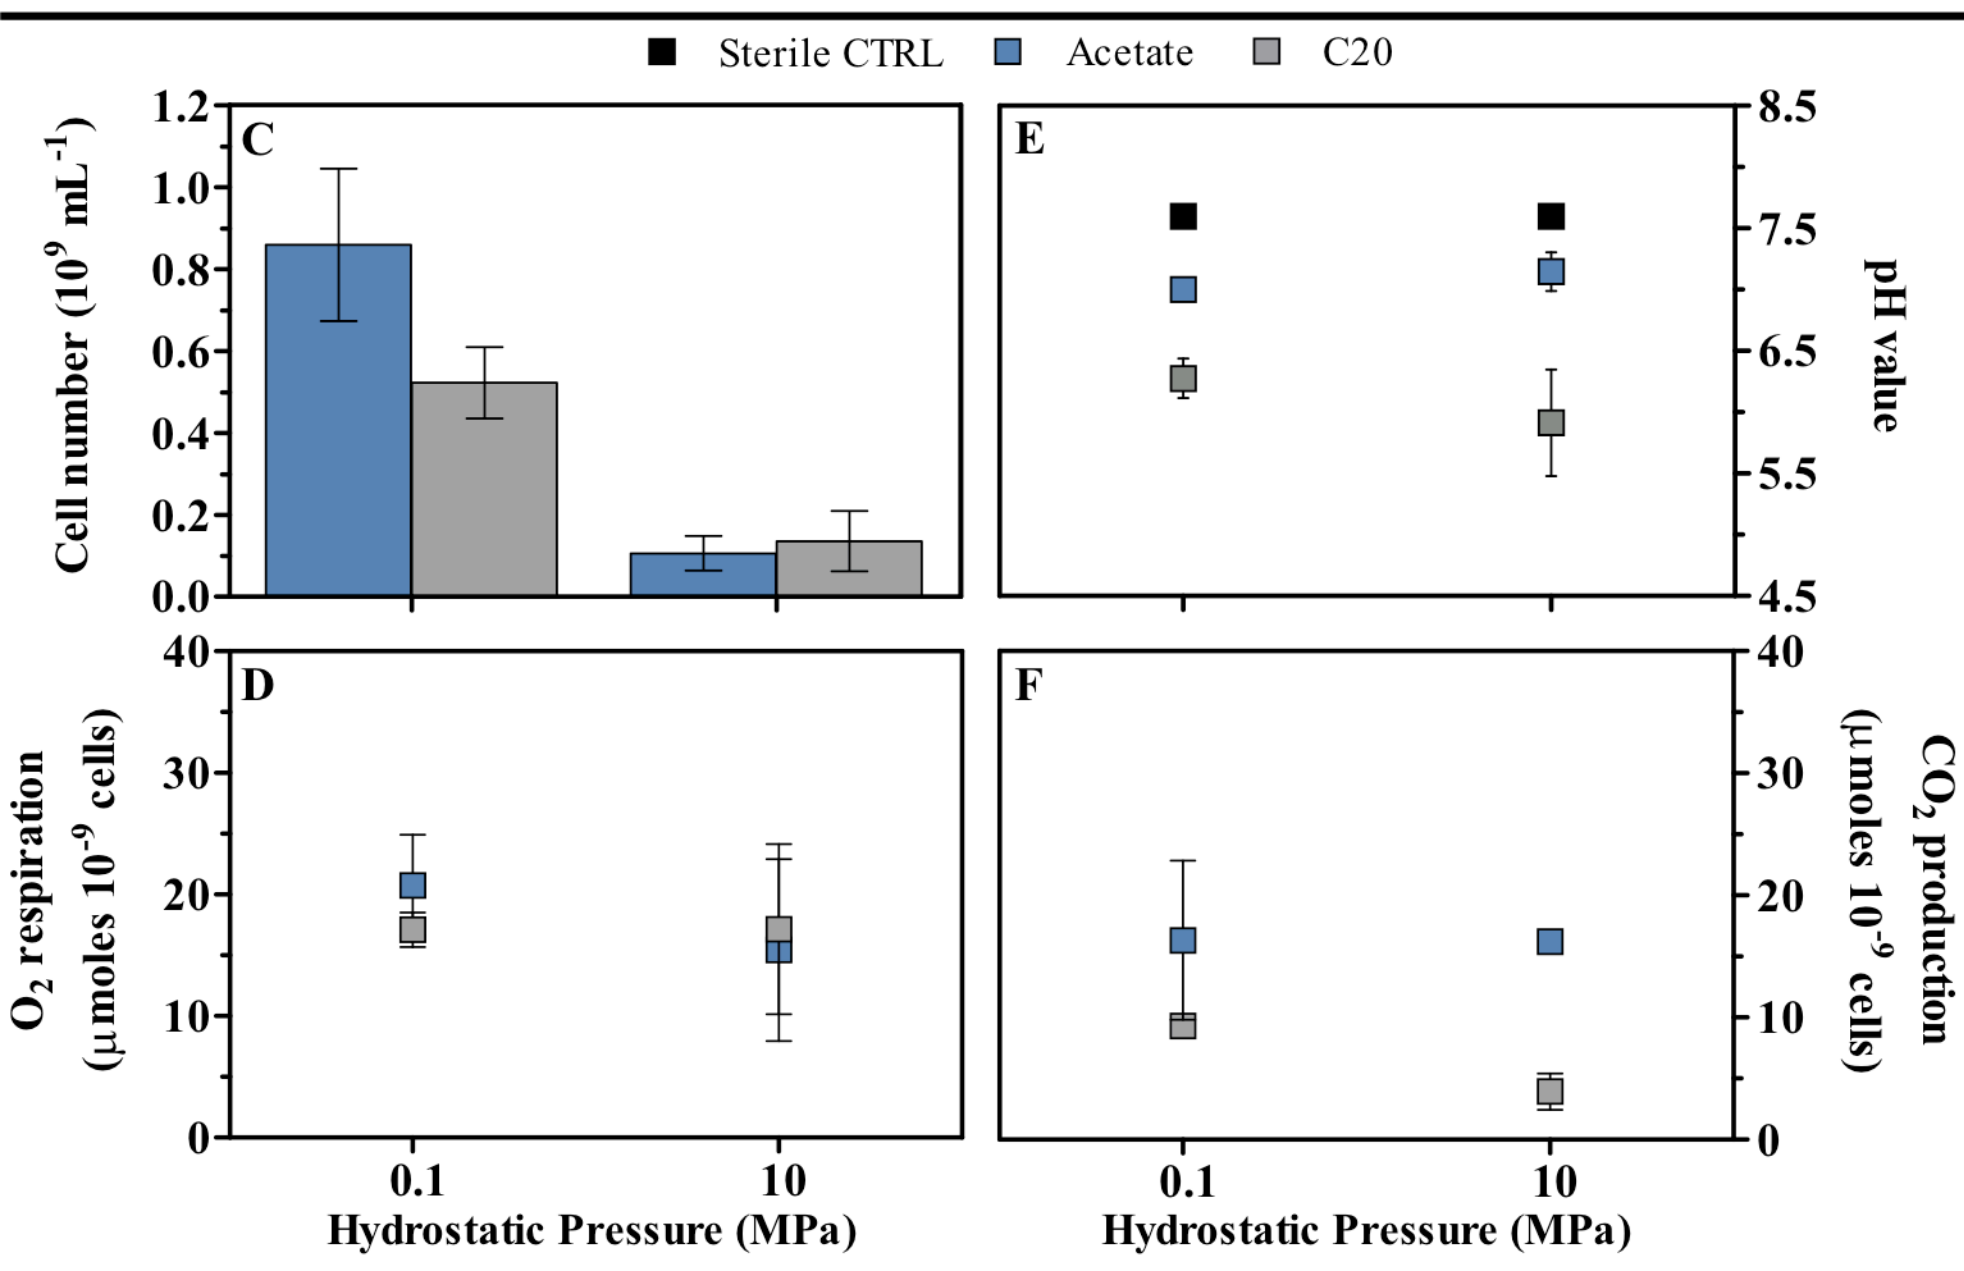 Sterile CTRL Acetate C20
C
Cell number (10⁹ mL⁻¹)
1.2
1.0
0.8
0.6
0.4
0.2
0.0
E
8.5
7.5
6.5
5.5
4.5
pH value
D
O₂ respiration
(μmoles 10⁻⁹ cells)
40
30
20
10
0
0.1 10
Hydrostatic Pressure (MPa)
F
40
30
20
10
0
CO₂ production
(μmoles 10⁻⁹ cells)
0.1 10
Hydrostatic Pressure (MPa)